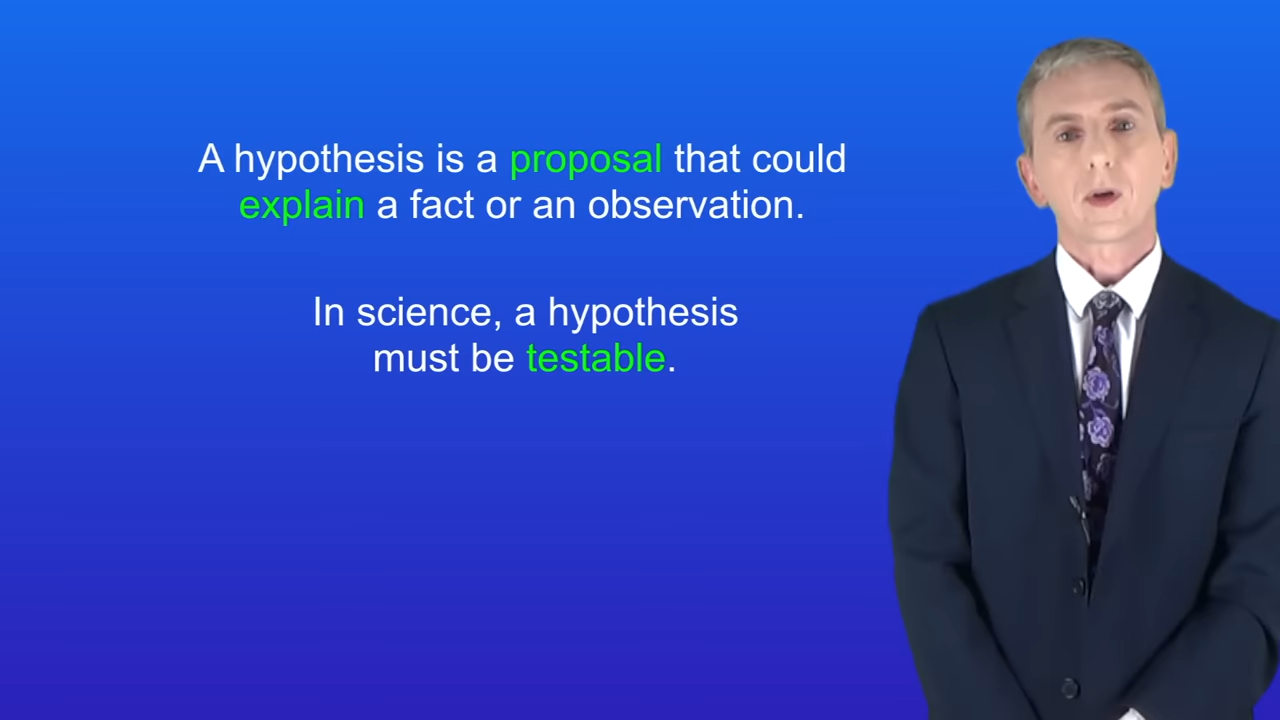 A hypothesis is a proposal that could
explain a fact or an observation.
In science, a hypothesis
must be testable.